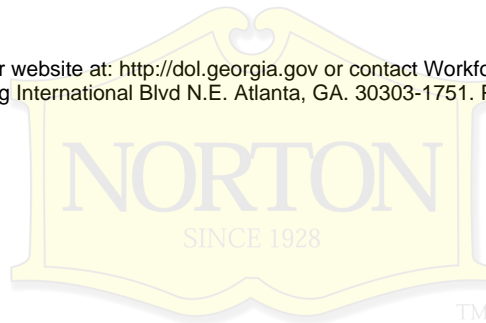 r website at: http://dol.georgia.gov or contact Workfo
g International Blvd N.E. Atlanta, GA. 30303-1751.
NORTON
SINCE 1928
TM